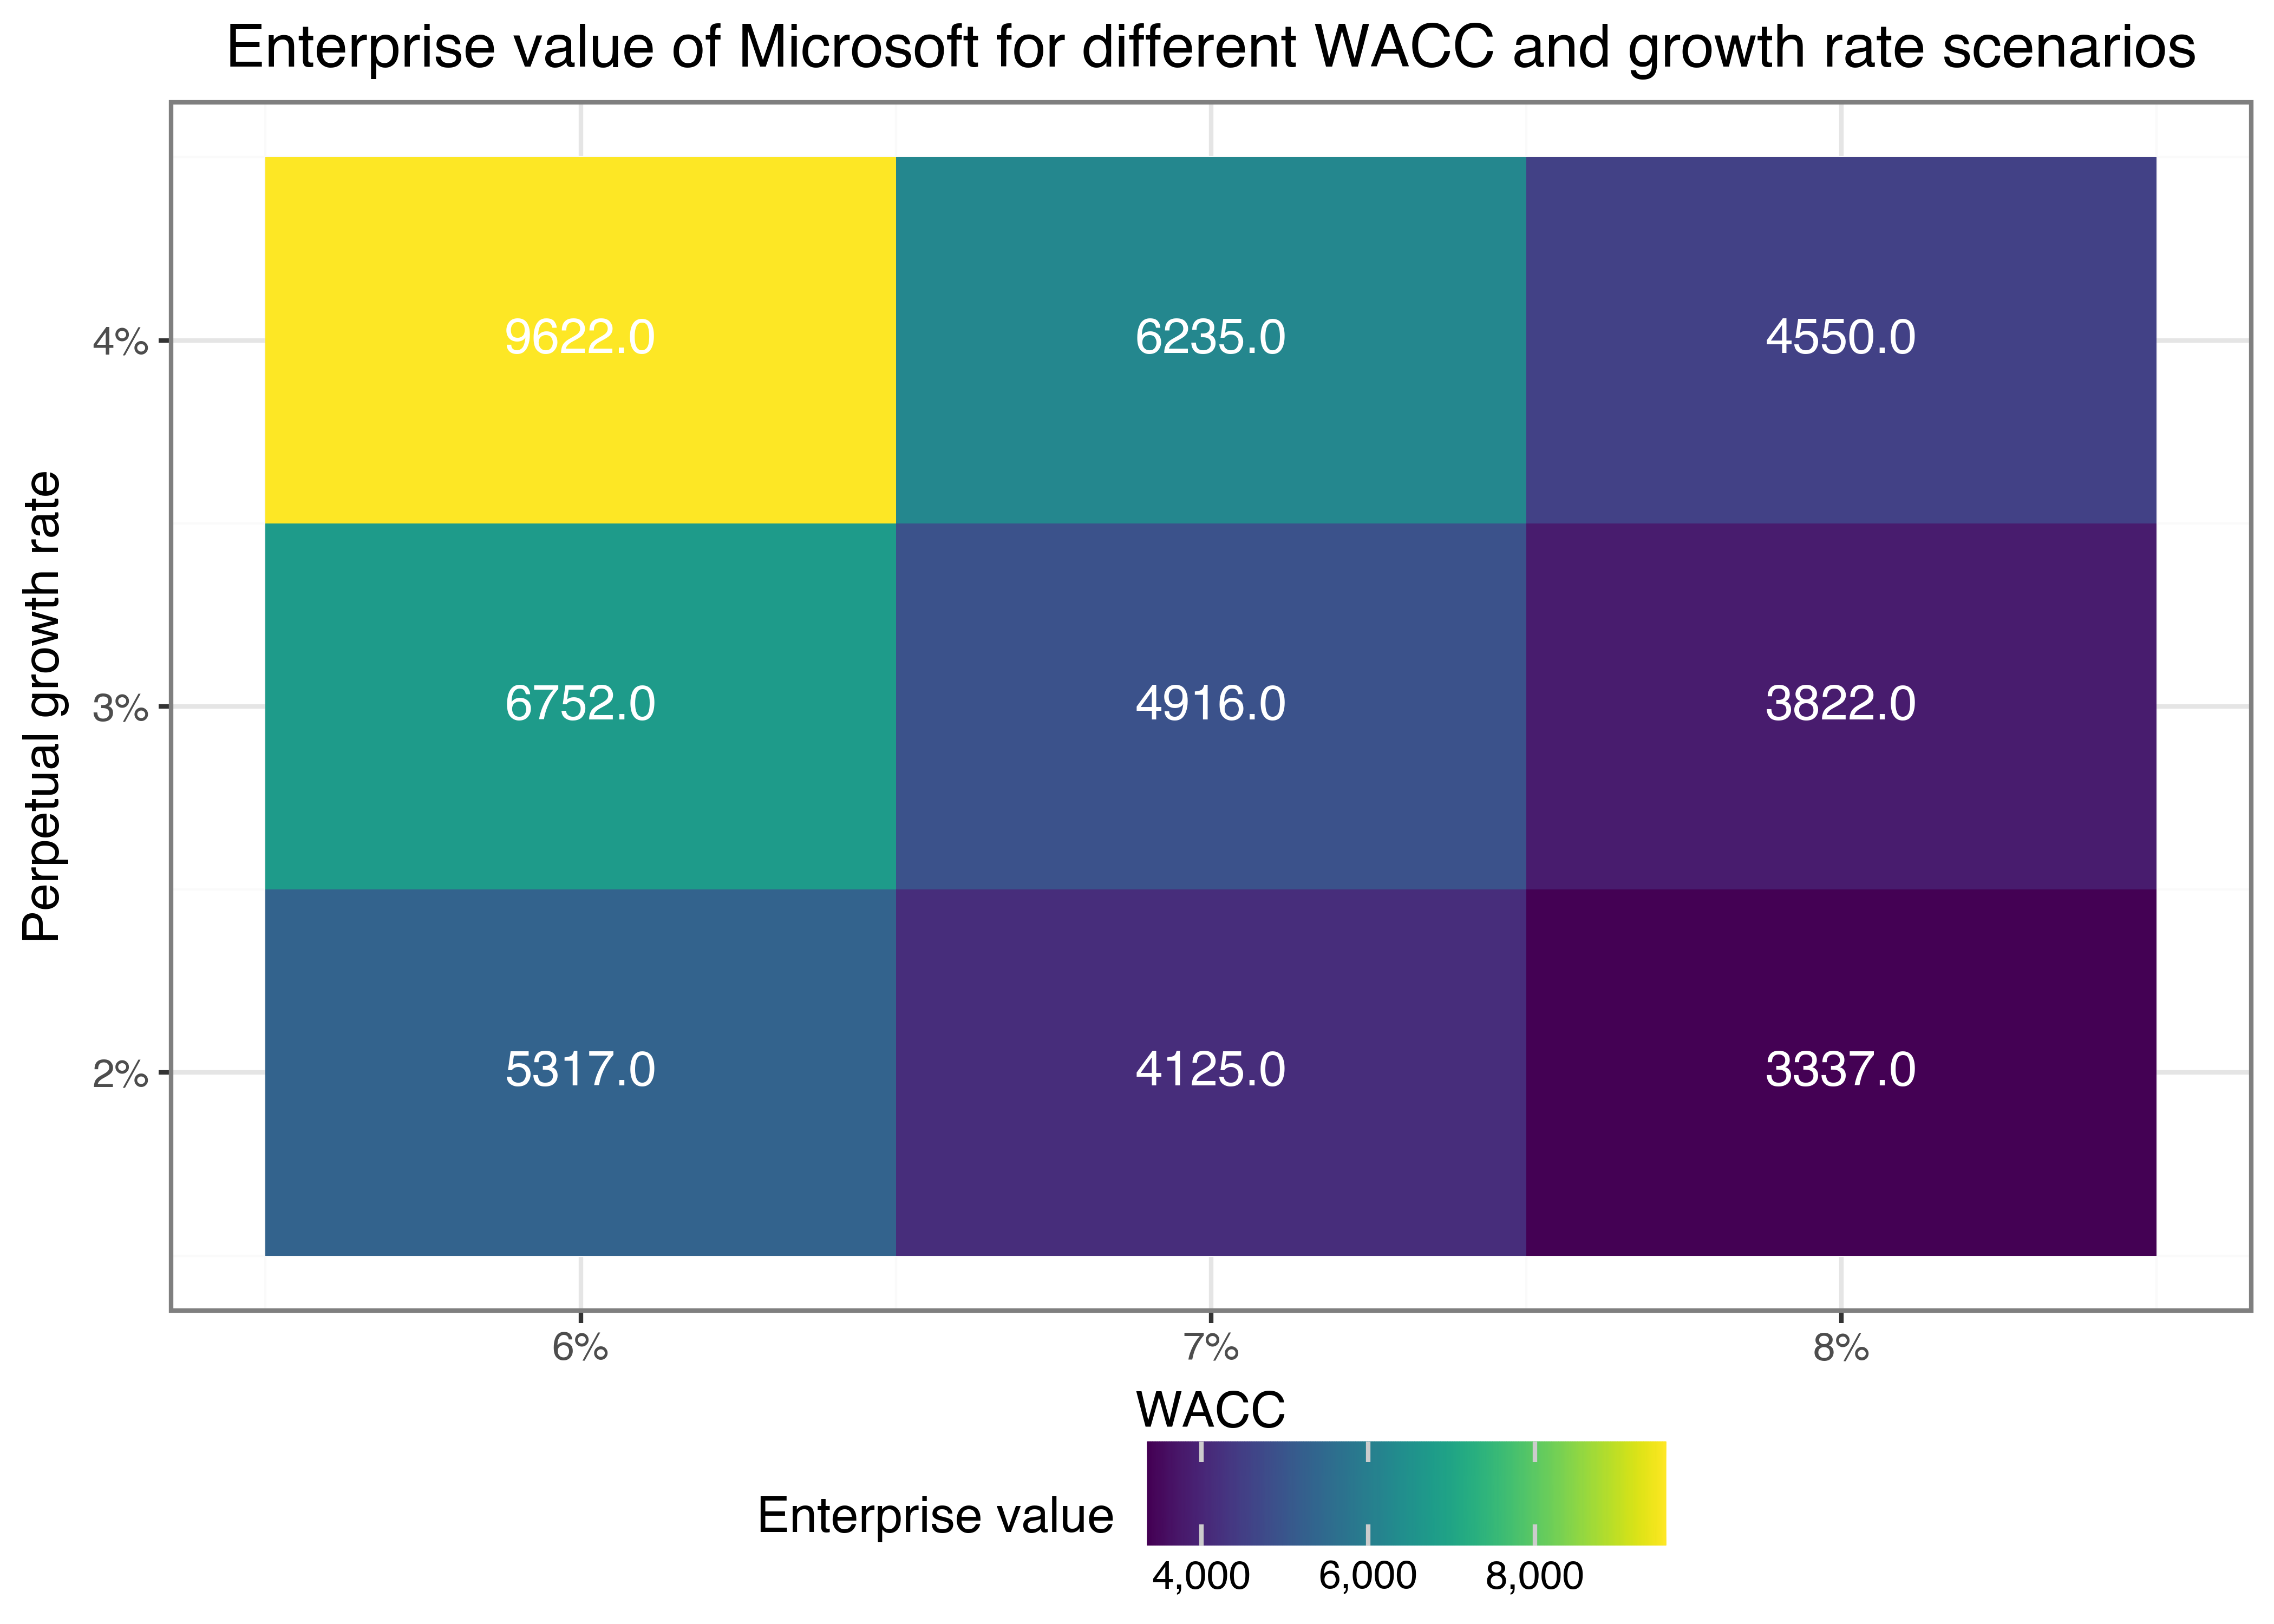 Enterprise value of Microsoft for different WACC and growth rate scenarios
Perpetual growth rate
4%
9622.0 6235.0 4550.0
3%
6752.0 4916.0 3822.0
2%
5317.0 4125.0 3337.0
6% 7% 8%
WACC
Enterprise value
4,000 6,000 8,000